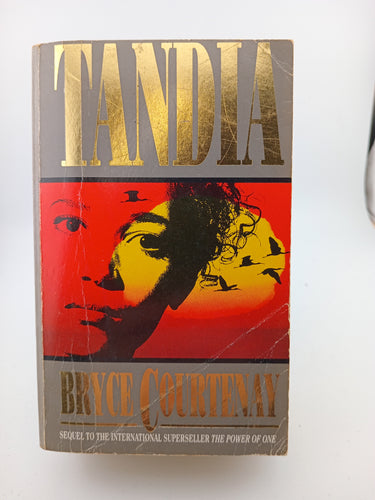 TANDIA
BRYCE COURTENAY
SEQUEL TO THE INTERNATIONAL SUPERSELLER THE POWER OF ONE